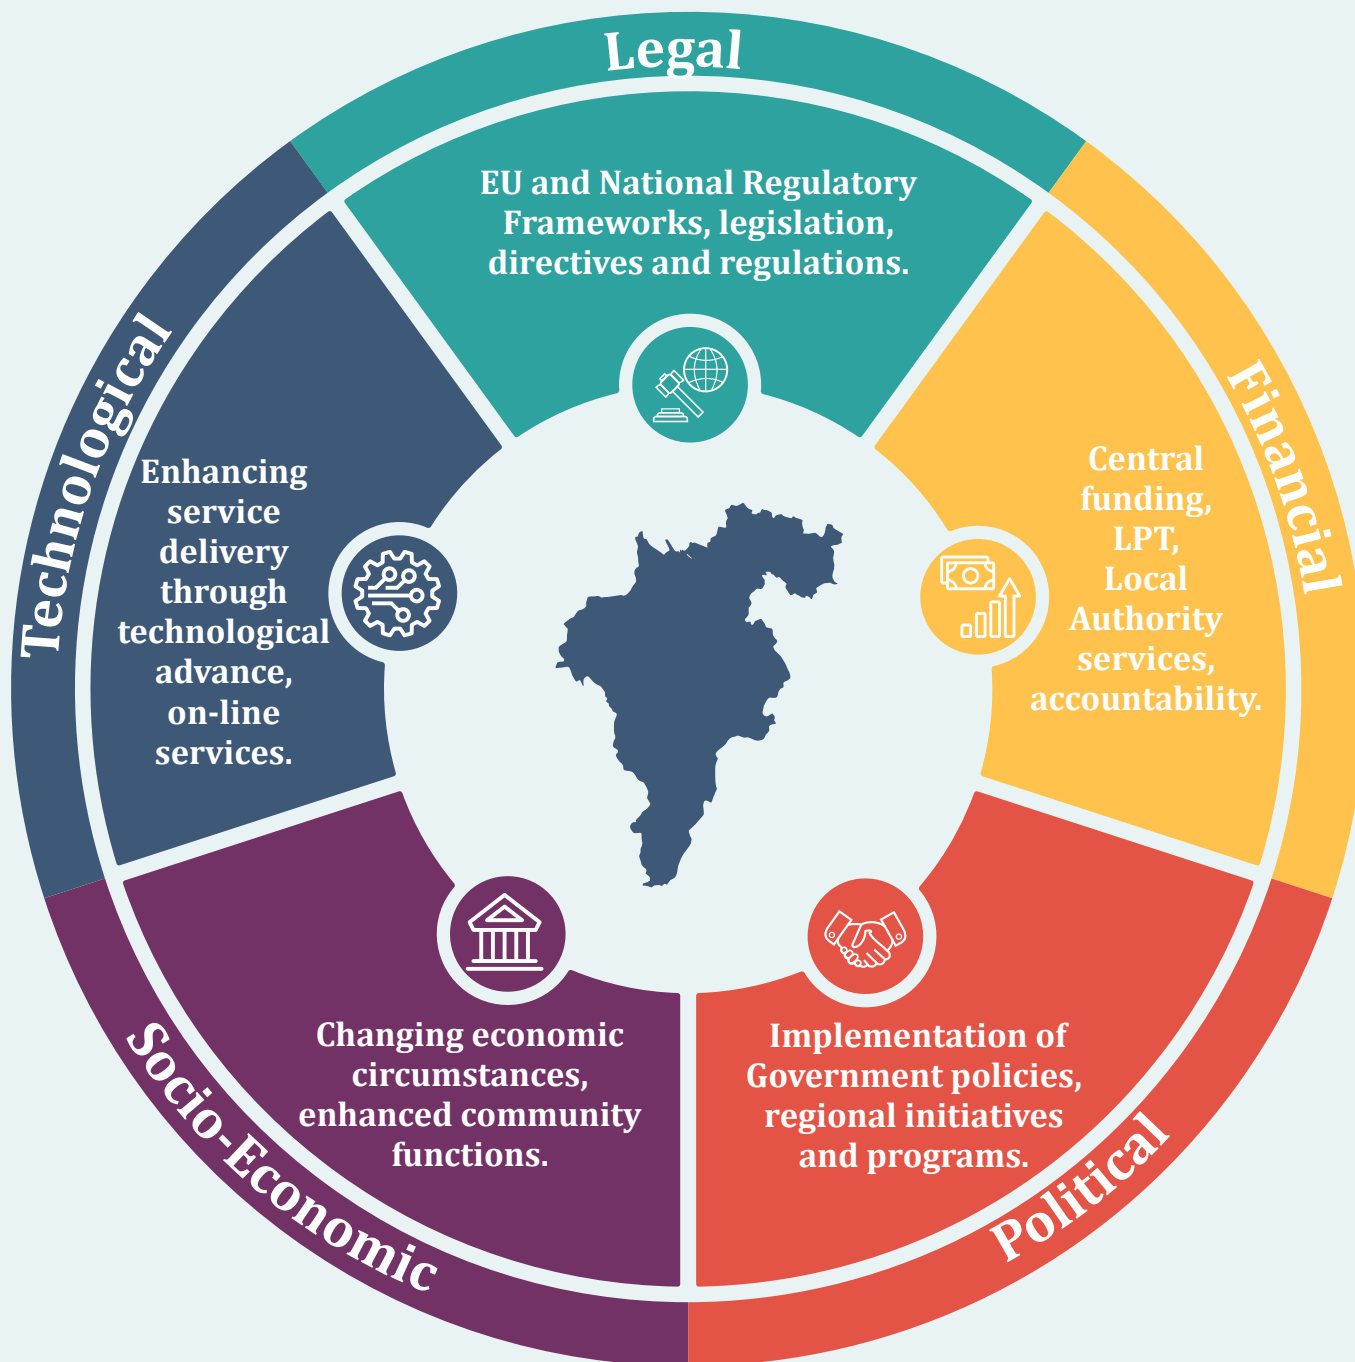 Legal
EU and National Regulatory
Frameworks, legislation,
directives and regulations.
Financial
Central
funding,
LPT,
Local
Authority
services,
accountability.
Political
Implementation of
Government policies,
regional initiatives
and programs.
Socio-Economic
Changing economic
circumstances,
enhanced community
functions.
Technological
Enhancing
service
delivery
through
technological
advance,
on-line
services.